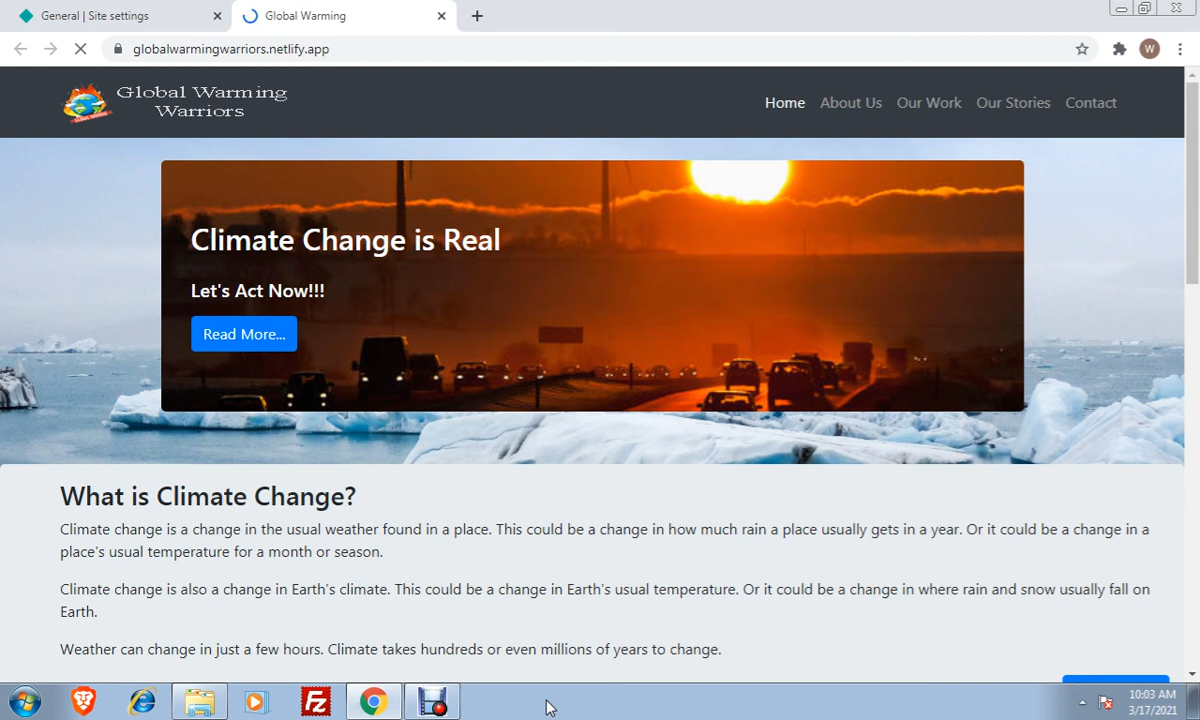 General | Site settings
Global Warming
globalwarmingwarriors.netlify.app
W
Global Warming
Warriors
Home About Us Our Work Our Stories Contact
Climate Change is Real
Let's Act Now!!!
Read More...
What is Climate Change?
Climate change is a change in the usual weather found in a place. This could be a change in how much rain a place usually gets in a year. Or it could be a change in a
place's usual temperature for a month or season.
Climate change is also a change in Earth's climate. This could be a change in Earth's usual temperature. Or it could be a change in where rain and snow usually fall on
Earth.
Weather can change in just a few hours. Climate takes hundreds or even millions of years to change.
Fz
10:03 AM
3/17/2021